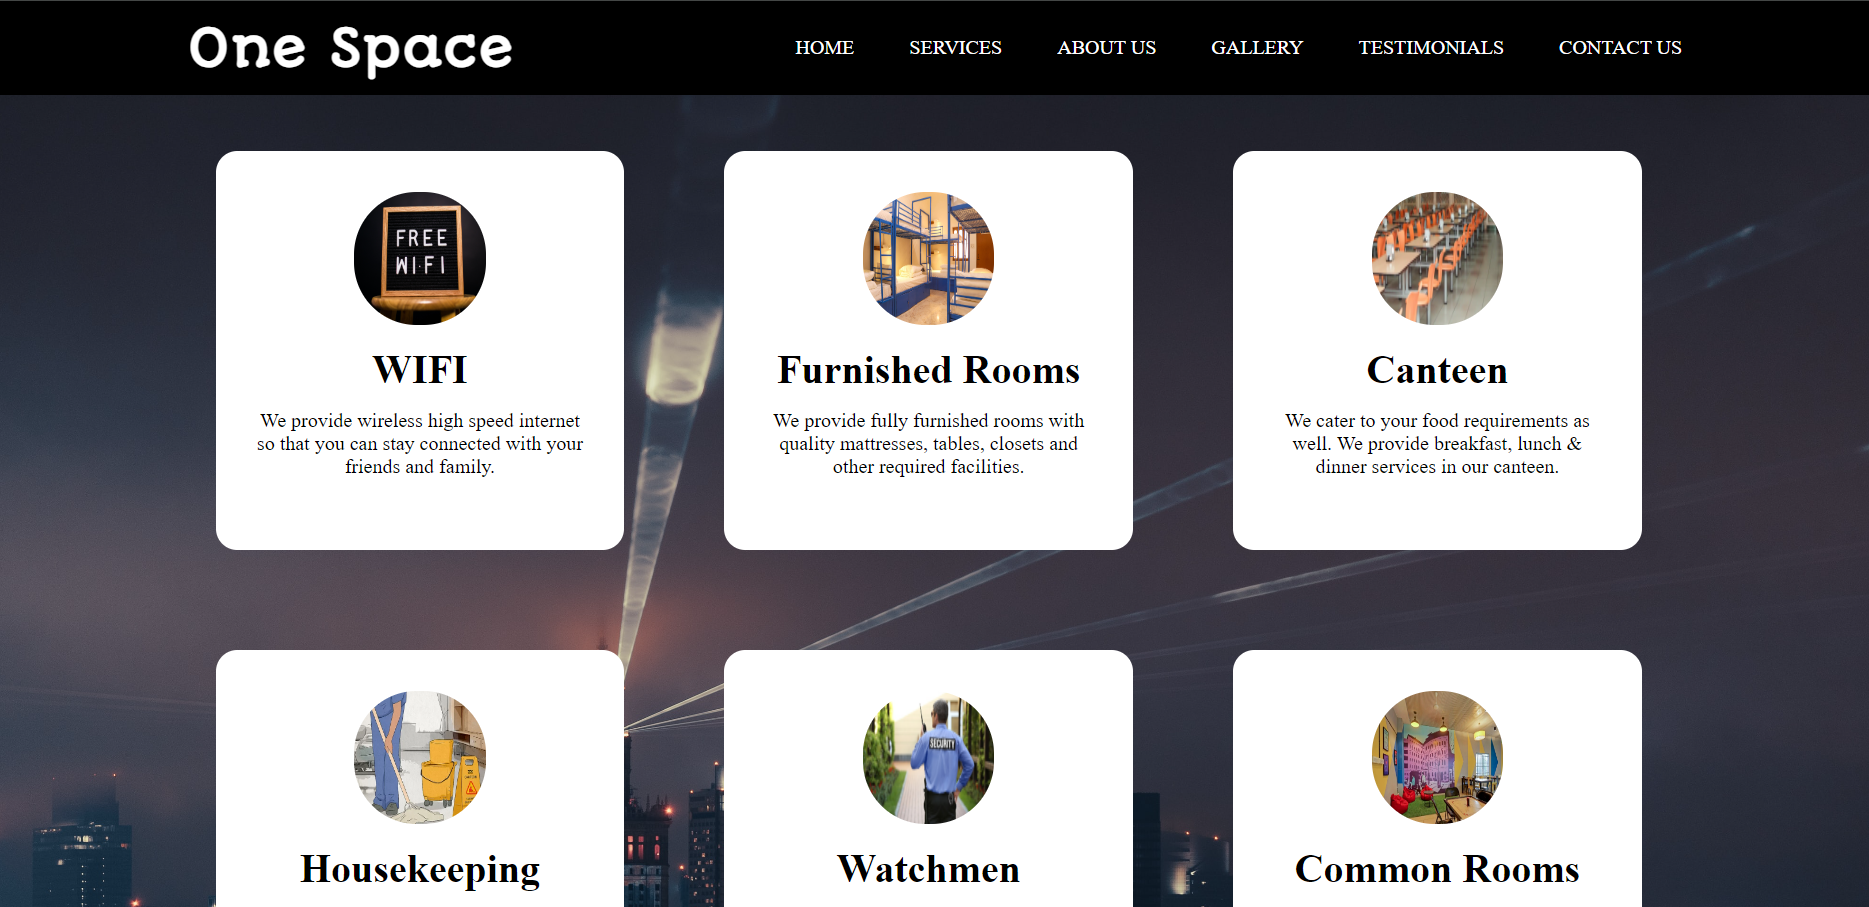 One Space
HOME SERVICES ABOUT US GALLERY TESTIMONIALS CONTACT US
FREE
WI-FI
WIFI
We provide wireless high speed internet
so that you can stay connected with your
friends and family.
Furnished Rooms
We provide fully furnished rooms with
quality mattresses, tables, closets and
other required facilities.
Canteen
We cater to your food requirements as
well. We provide breakfast, lunch &
dinner services in our canteen.
Housekeeping
SECURITY
Watchmen
Common Rooms